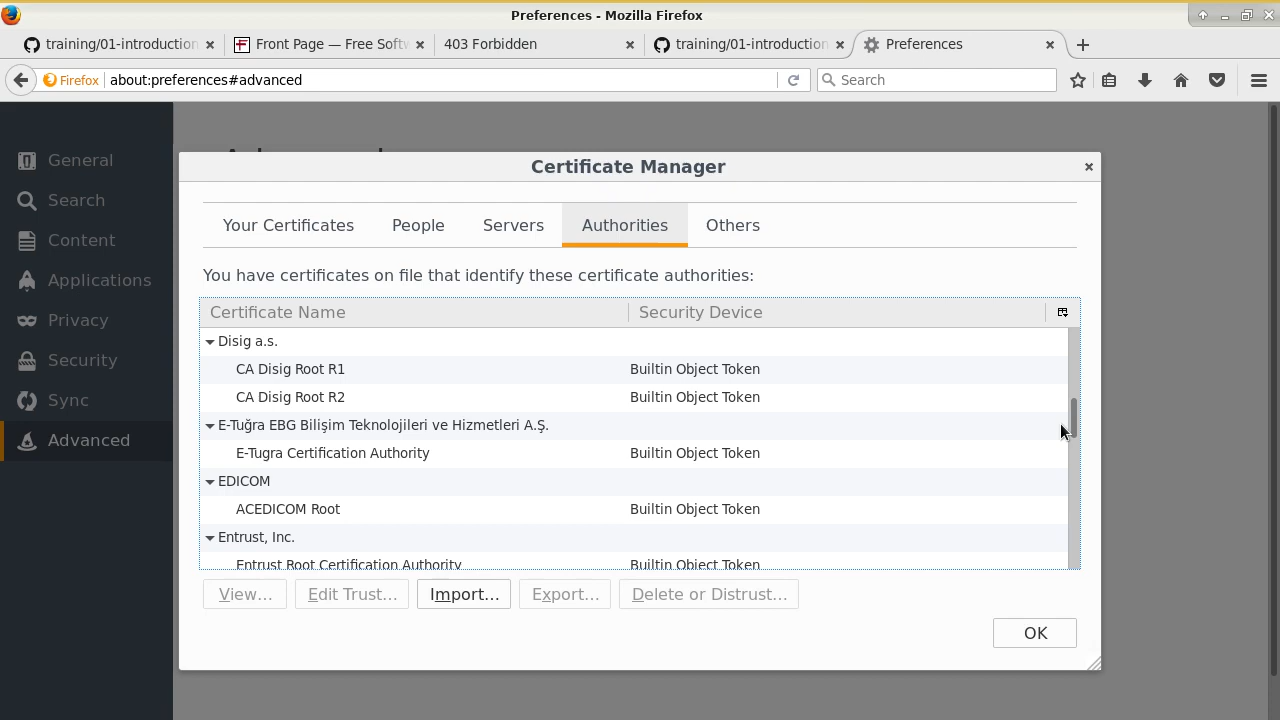 Preferences - Mozilla Firefox
training/01-introduction
Front Page — Free Softw
403 Forbidden
training/01-introduction
Preferences
Firefox
about:preferences#advanced
Search
General
Search
Content
Applications
Privacy
Security
Sync
Advanced
Certificate Manager
Your Certificates
People
Servers
Authorities
Others
You have certificates on file that identify these certificate authorities:
Certificate Name
Security Device
Disig a.s.
CA Disig Root R1
Builtin Object Token
CA Disig Root R2
Builtin Object Token
E-Tuğra EBG Bilişim Teknolojileri ve Hizmetleri A.Ş.
E-Tugra Certification Authority
Builtin Object Token
EDICOM
ACEDICOM Root
Builtin Object Token
Entrust, Inc.
Entrust Root Certification Authority
Builtin Object Token
View...
Edit Trust...
Import...
Export...
Delete or Distrust...
OK